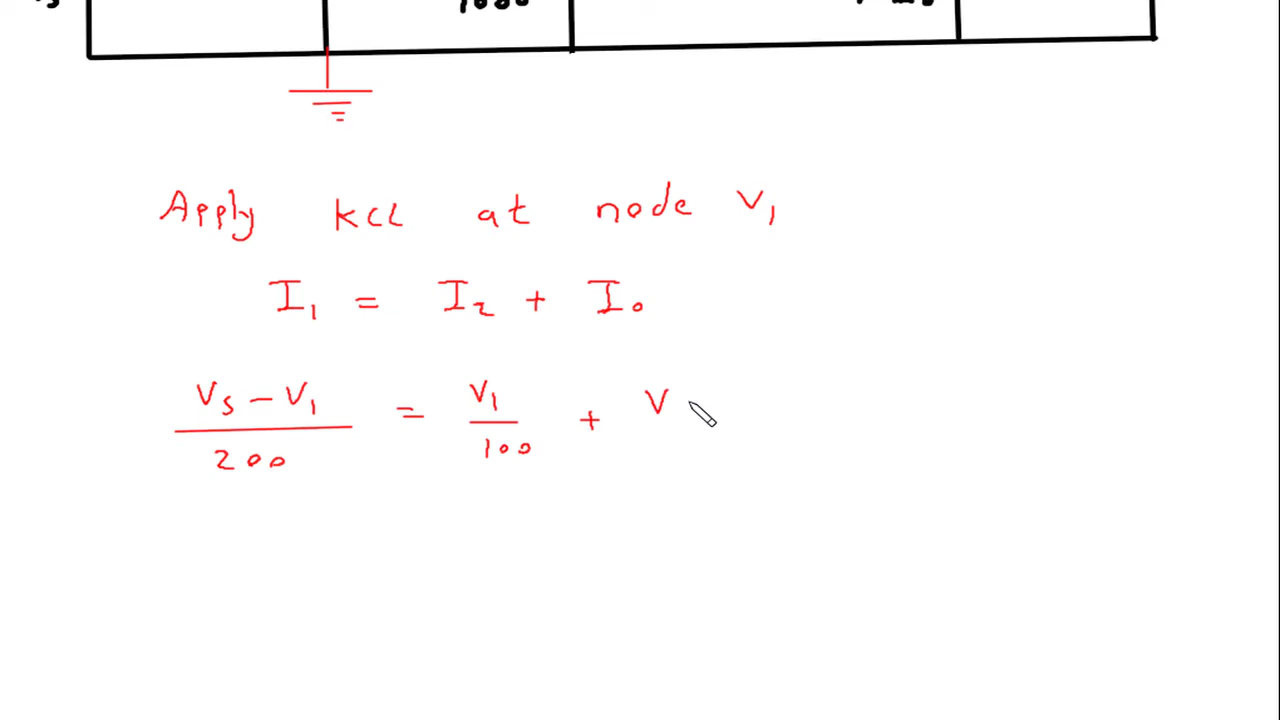 Apply KCL at node V₁
I₁ = I₂ + I₀
(Vs - V₁)/200 = V₁/100 + V